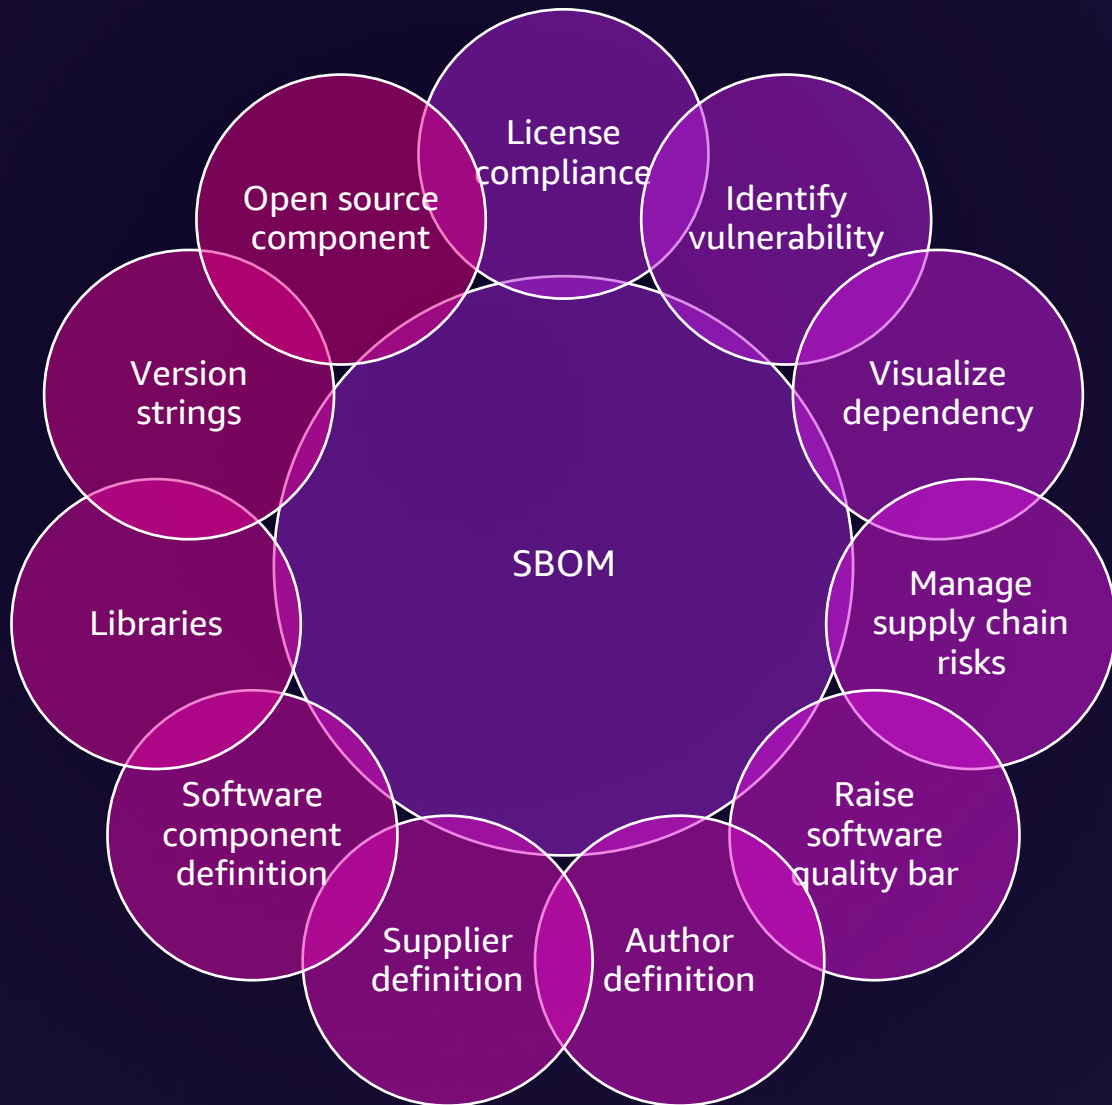 License
compliance
Identify
vulnerability
Visualize
dependency
Manage
supply chain
risks
Raise
software
quality bar
Author
definition
Supplier
definition
Software
component
definition
Libraries
Version
strings
Open source
component
SBOM